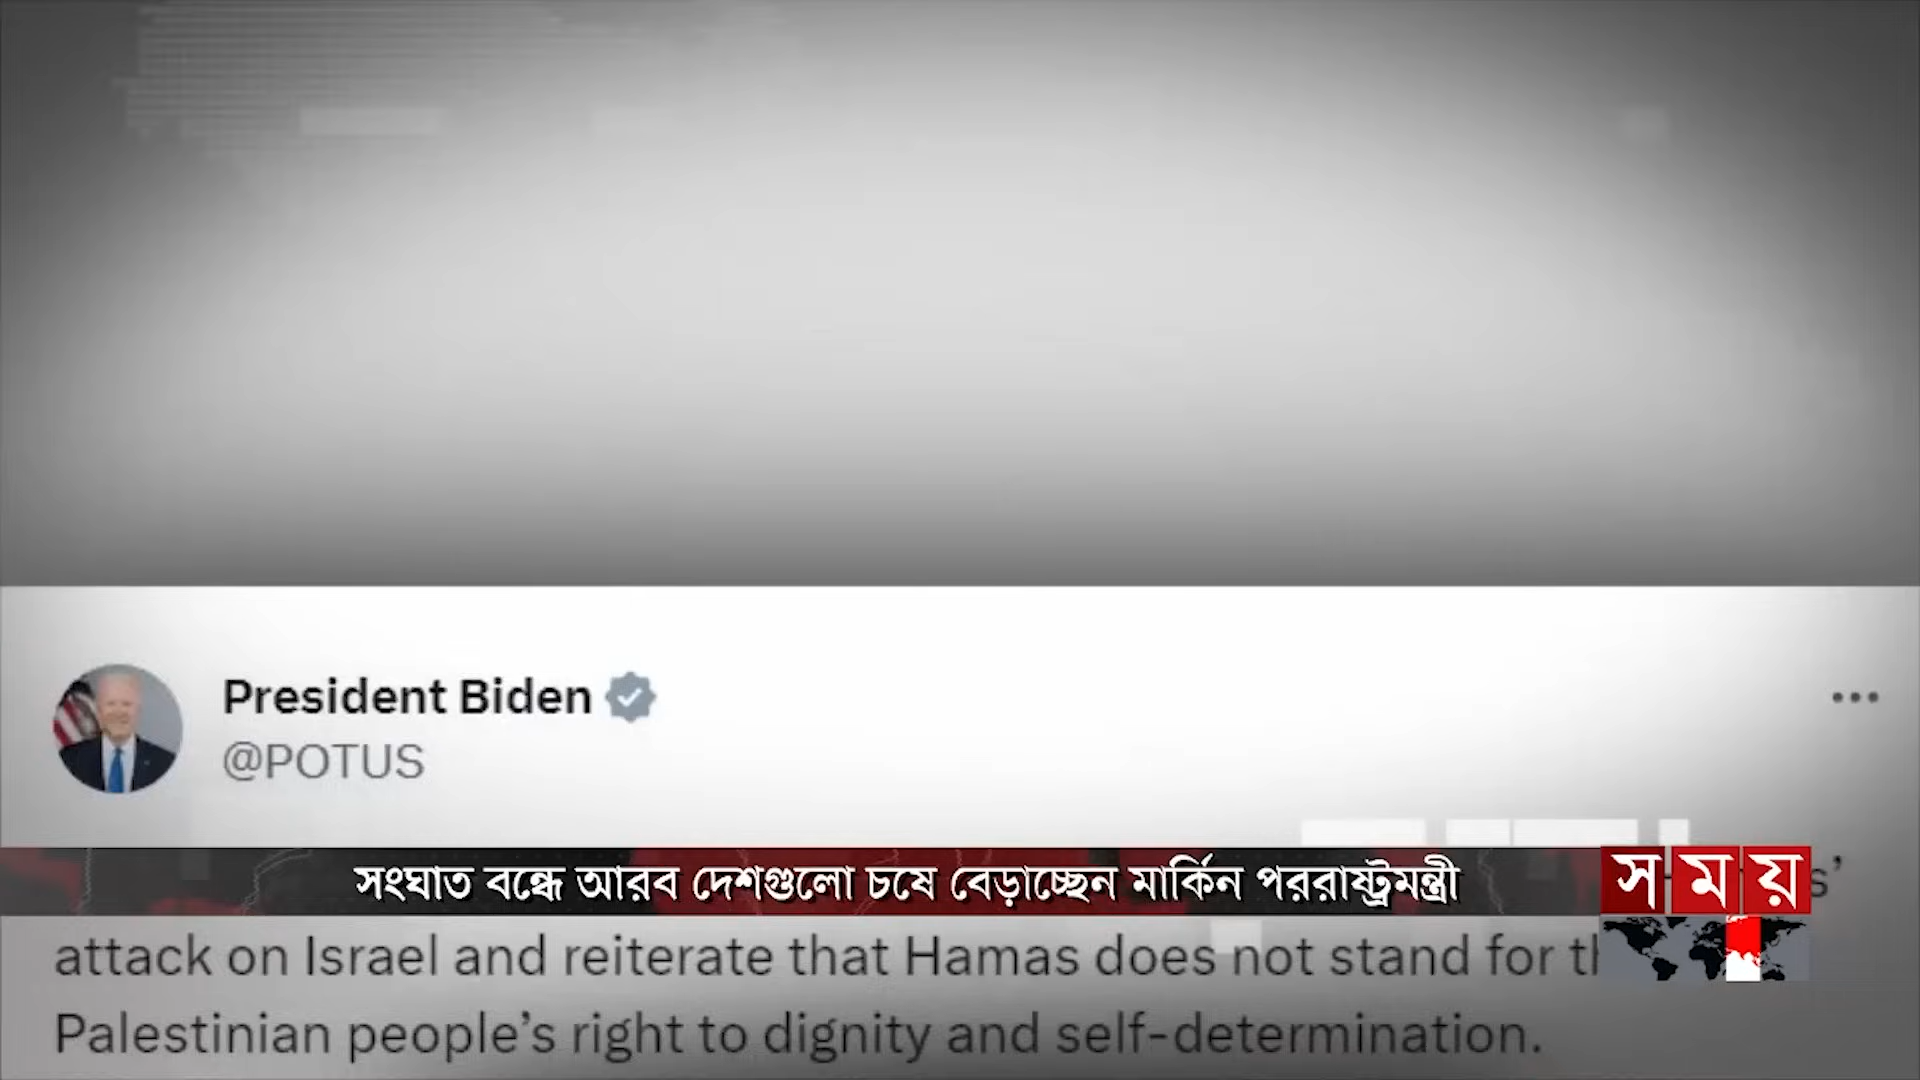 President Biden
@POTUS
সংঘাত বন্ধে আরব দেশগুলো চষে বেড়াচ্ছেন মার্কিন পররাষ্ট্রমন্ত্রী
সময়
attack on Israel and reiterate that Hamas does not stand for
Palestinian people’s right to dignity and self-determination.